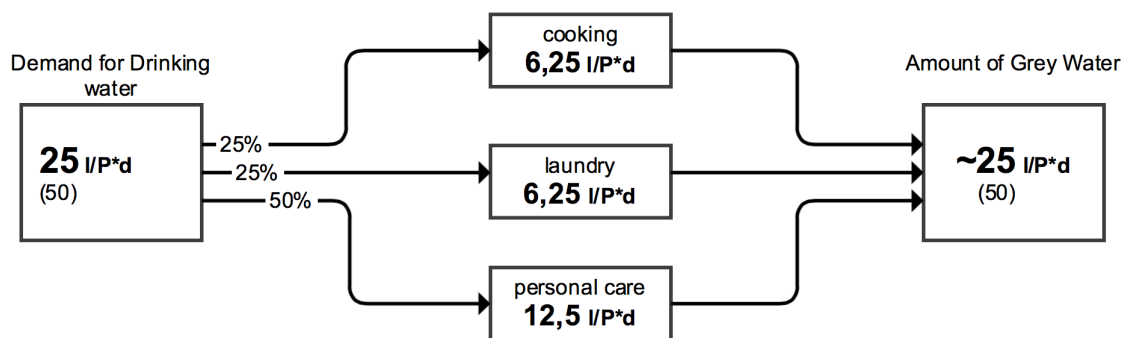 Demand for Drinking
water
25 l/P*d
(50)
25%
25%
50%
cooking
6,25 l/P*d
laundry
6,25 l/P*d
personal care
12,5 l/P*d
Amount of Grey Water
~25 l/P*d
(50)